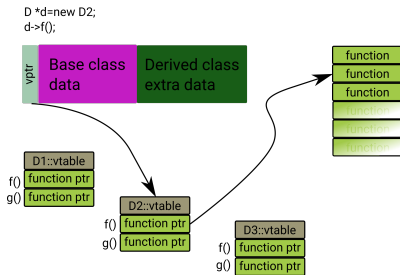 D *d=new D2;
d->f();
vptr
Base class
data
Derived class
extra data
function
function
function
function
function
function
D1::vtable
f() function ptr
g() function ptr
D2::vtable
f() function ptr
g() function ptr
D3::vtable
f() function ptr
g() function ptr